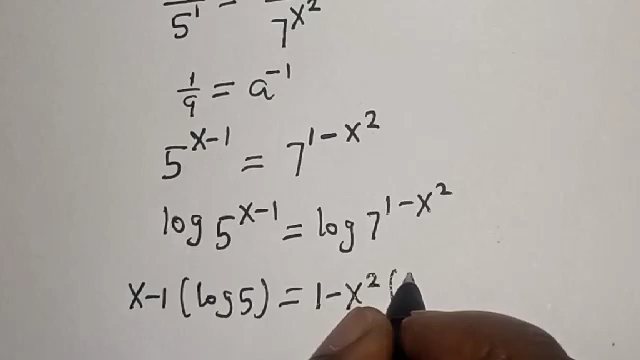 5^1 = 7^x^2
1/a = a^-1
5^x-1 = 7^1-x^2
log 5^x-1 = log 7^1-x^2
x-1 (log 5) = 1-x^2 (